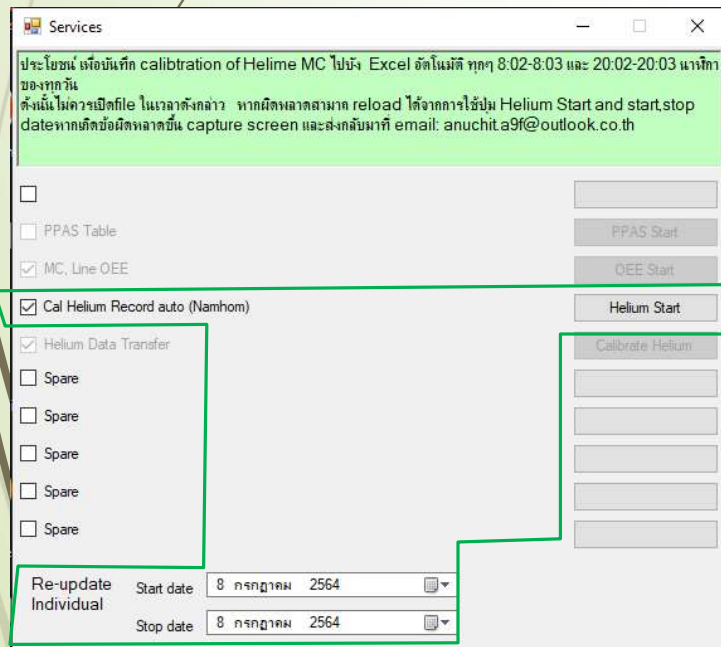 Services
ประโยชน์ เพื่อบันทึก calibtration of Helime MC ไปบัง Excel อัตโนมัติ ทุกๆ 8:02-8:03 และ 20:02-20:03 นาฬิกา
ของทุกวัน
ดังนั้นไม่ควรเปิดfile ในเวลาดังกล่าว หากผิดพลาดสามาถ reload ได้จากการใช้ปุ่ม Helium Start and start,stop
dateหากเกิดข้อผิดหลาดขึ้น capture screen และส่งกลับมาที่ email: anuchit.a9f@outlook.co.th
PPAS Table PPAS Start
MC, Line OEE OEE Start
Cal Helium Record auto (Namhom) Helium Start
Helium Data Transfer Calibrate Helium
Spare
Spare
Spare
Spare
Spare
Re-update
Individual
Start date 8 กรกฎาคม 2564
Stop date 8 กรกฎาคม 2564